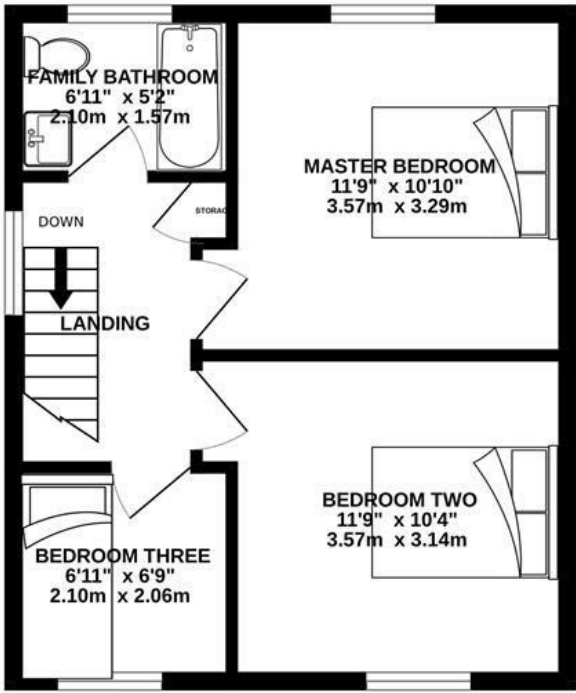 FAMILY BATHROOM
6'11" x 5'2"
2.10m x 1.57m
MASTER BEDROOM
11'9" x 10'10"
3.57m x 3.29m
STORAG
DOWN
LANDING
BEDROOM TWO
11'9" x 10'4"
3.57m x 3.14m
BEDROOM THREE
6'11" x 6'9"
2.10m x 2.06m